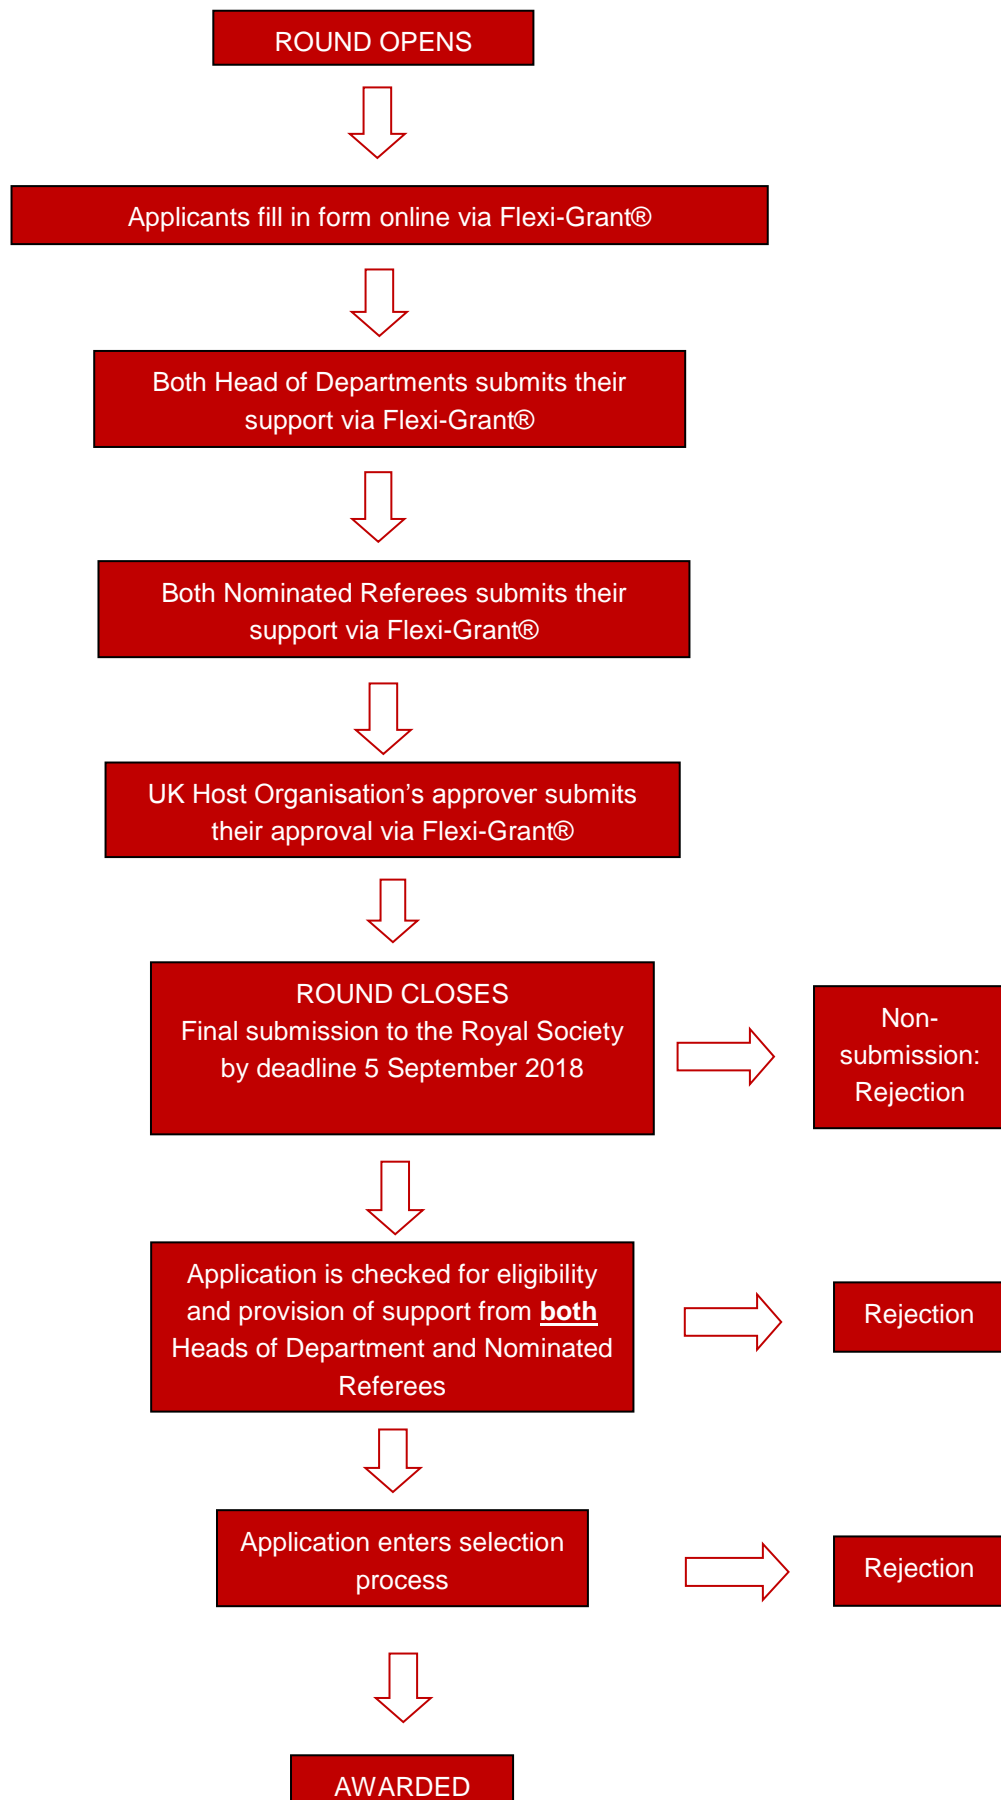 ROUND OPENS
Applicants fill in form online via Flexi-Grant®
Both Head of Departments submits their
support via Flexi-Grant®
Both Nominated Referees submits their
support via Flexi-Grant®
UK Host Organisation’s approver submits
their approval via Flexi-Grant®
ROUND CLOSES
Final submission to the Royal Society
by deadline 5 September 2018
Non-
submission:
Rejection
Application is checked for eligibility
and provision of support from both
Heads of Department and Nominated
Referees
Rejection
Application enters selection
process
Rejection
AWARDED